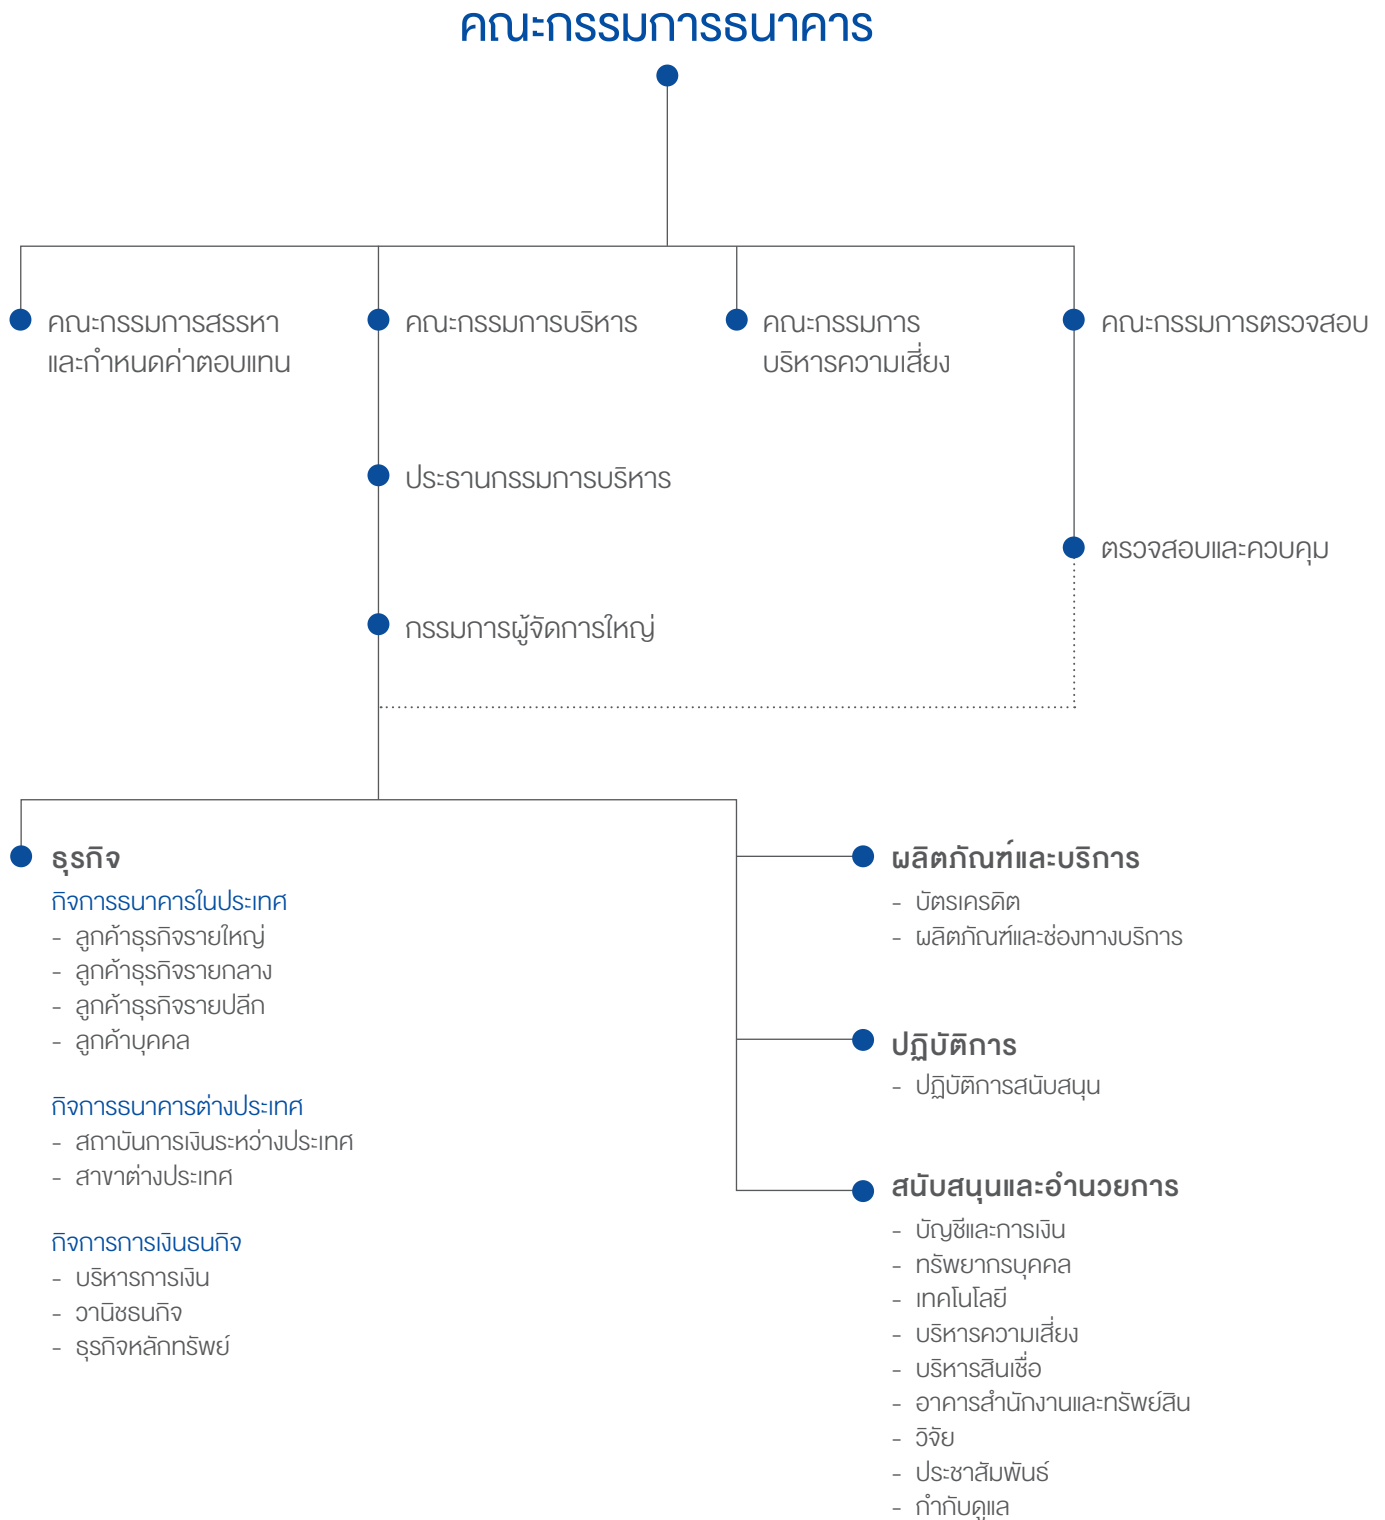 คณะกรรมการธนาคาร
คณะกรรมการสรรหา
และกำหนดค่าตอบแทน
คณะกรรมการบริหาร
คณะกรรมการ
บริหารความเสี่ยง
คณะกรรมการตรวจสอบ
ประธานกรรมการบริหาร
ตรวจสอบและควบคุม
กรรมการผู้จัดการใหญ่
ธุรกิจ
กิจการธนาคารในประเทศ
- ลูกค้าธุรกิจรายใหญ่
- ลูกค้าธุรกิจรายกลาง
- ลูกค้าธุรกิจรายปลีก
- ลูกค้าบุคคล
กิจการธนาคารต่างประเทศ
- สถาบันการเงินระหว่างประเทศ
- สาขาต่างประเทศ
กิจการการเงินธนกิจ
- บริหารการเงิน
- วานิชธนกิจ
- ธุรกิจหลักทรัพย์
ผลิตภัณฑ์และบริการ
- บัตรเครดิต
- ผลิตภัณฑ์และช่องทางบริการ
ปฏิบัติการ
- ปฏิบัติการสนับสนุน
สนับสนุนและอำนวยการ
- บัญชีและการเงิน
- ทรัพยากรบุคคล
- เทคโนโลยี
- บริหารความเสี่ยง
- บริหารสินเชื่อ
- อาคารสำนักงานและทรัพย์สิน
- วิจัย
- ประชาสัมพันธ์
- กำกับดูแล